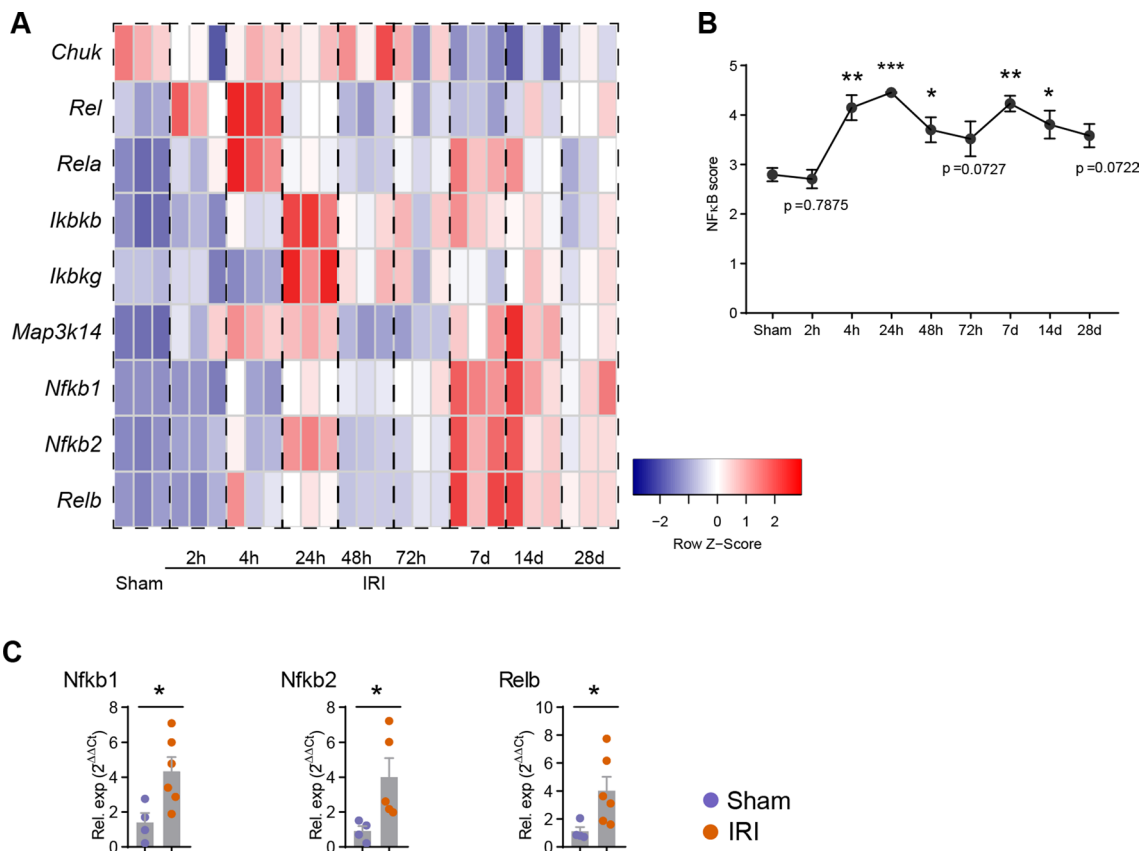 A
Chuk
Rel
Rela
Ikbkb
Ikbkg
Map3k14
Nfkb1
Nfkb2
Relb
2h 4h 24h 48h 72h 7d 14d 28d
Sham IRI
−2 0 1 2
Row Z−Score
B
NFκB score
5
4
3
2
1
0
** *** * ** *
p =0.7875
p =0.0727
p =0.0722
Sham 2h 4h 24h 48h 72h 7d 14d 28d
C
Nfkb1
*
Rel. exp (2^-ΔΔCt)
8
6
4
2
0
Nfkb2
*
Rel. exp (2^-ΔΔCt)
8
6
4
2
0
Relb
*
Rel. exp (2^-ΔΔCt)
10
8
6
4
2
0
Sham
IRI